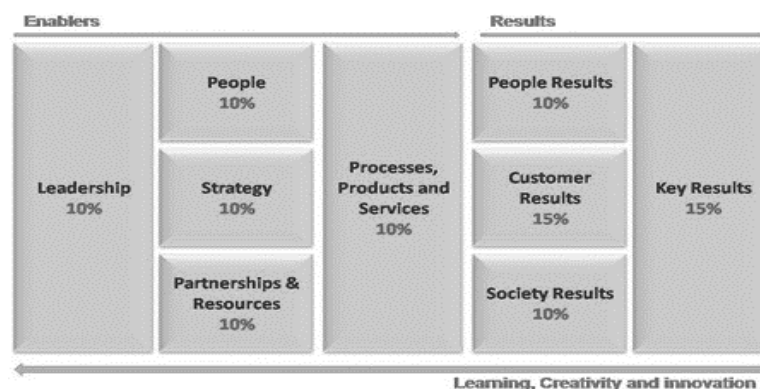 Enablers
Results
Leadership
10%
People
10%
Strategy
10%
Partnerships &
Resources
10%
Processes,
Products and
Services
10%
People Results
10%
Customer
Results
15%
Society Results
10%
Key Results
15%
Learning, Creativity and innovation